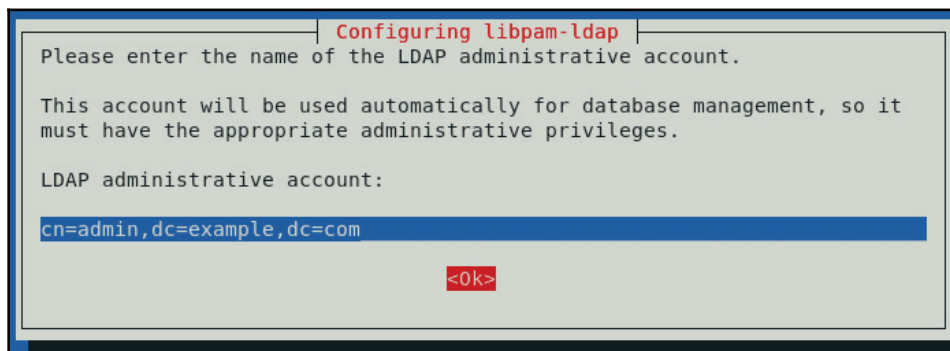 Configuring libpam-ldap
Please enter the name of the LDAP administrative account.
This account will be used automatically for database management, so it
must have the appropriate administrative privileges.
LDAP administrative account:
cn=admin,dc=example,dc=com
<Ok>